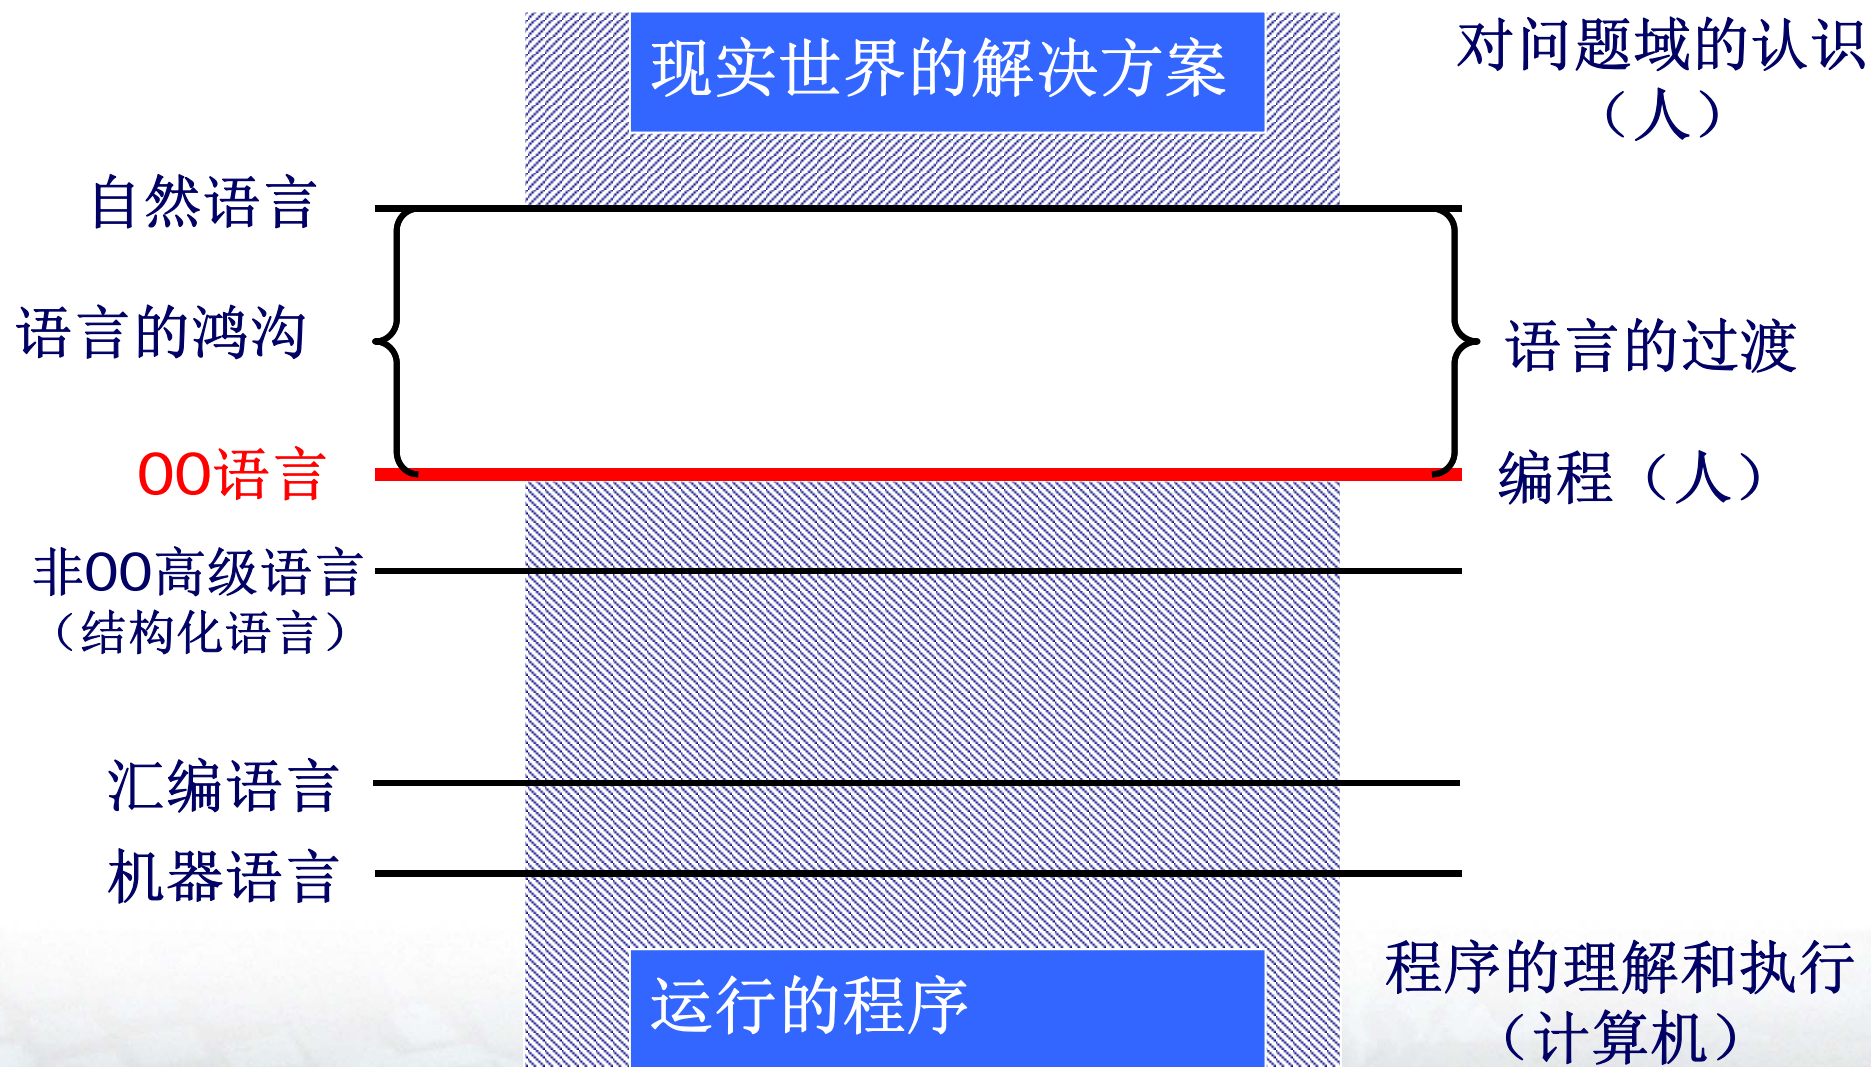 现实世界的解决方案
对问题域的认识
（人）
自然语言
语言的鸿沟
语言的过渡
OO语言
编程（人）
非OO高级语言
（结构化语言）
汇编语言
机器语言
运行的程序
程序的理解和执行
（计算机）